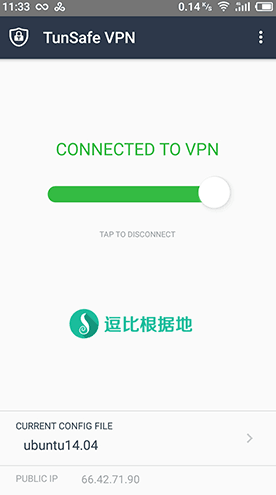 11:33 0.14 K/s
TunSafe VPN
CONNECTED TO VPN
TAP TO DISCONNECT
逗比根据地
CURRENT CONFIG FILE
ubuntu14.04
PUBLIC IP 66.42.71.90